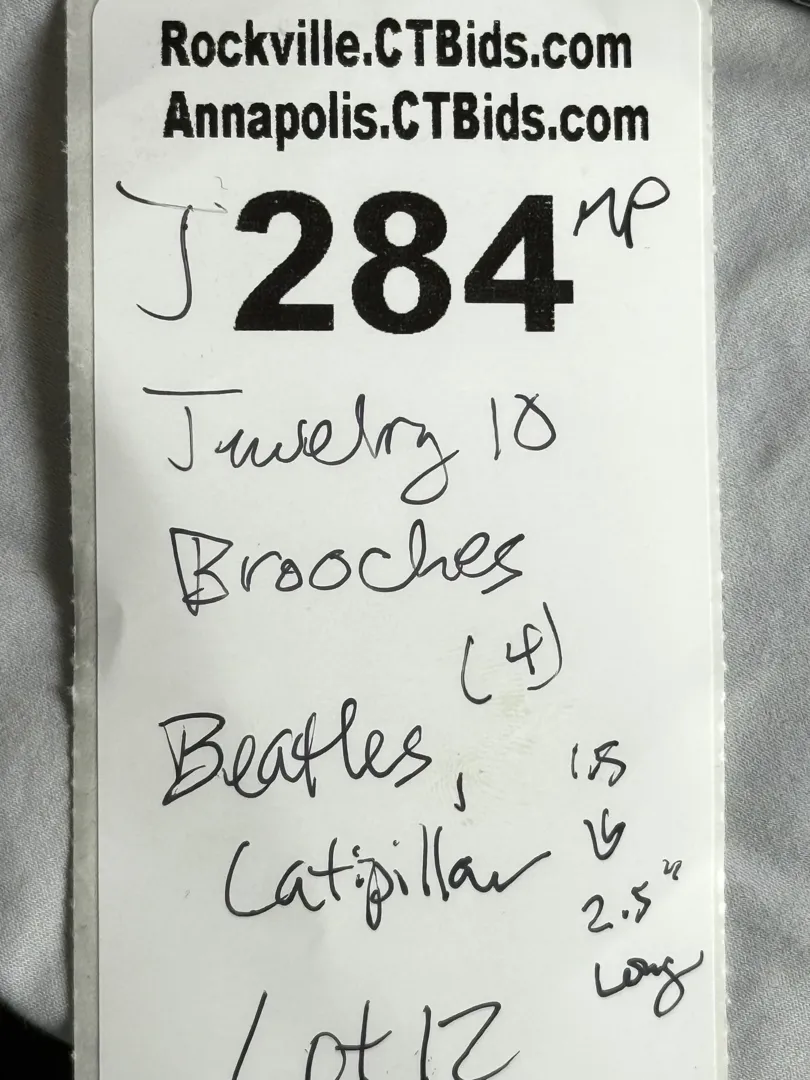 Rockville.CTBids.com
Annapolis.CTBids.com
J 284 MP
Jewelry 10
Brooches
(4)
Beatles,
1.5
Catipillar
2.5"
Long
Lot 12